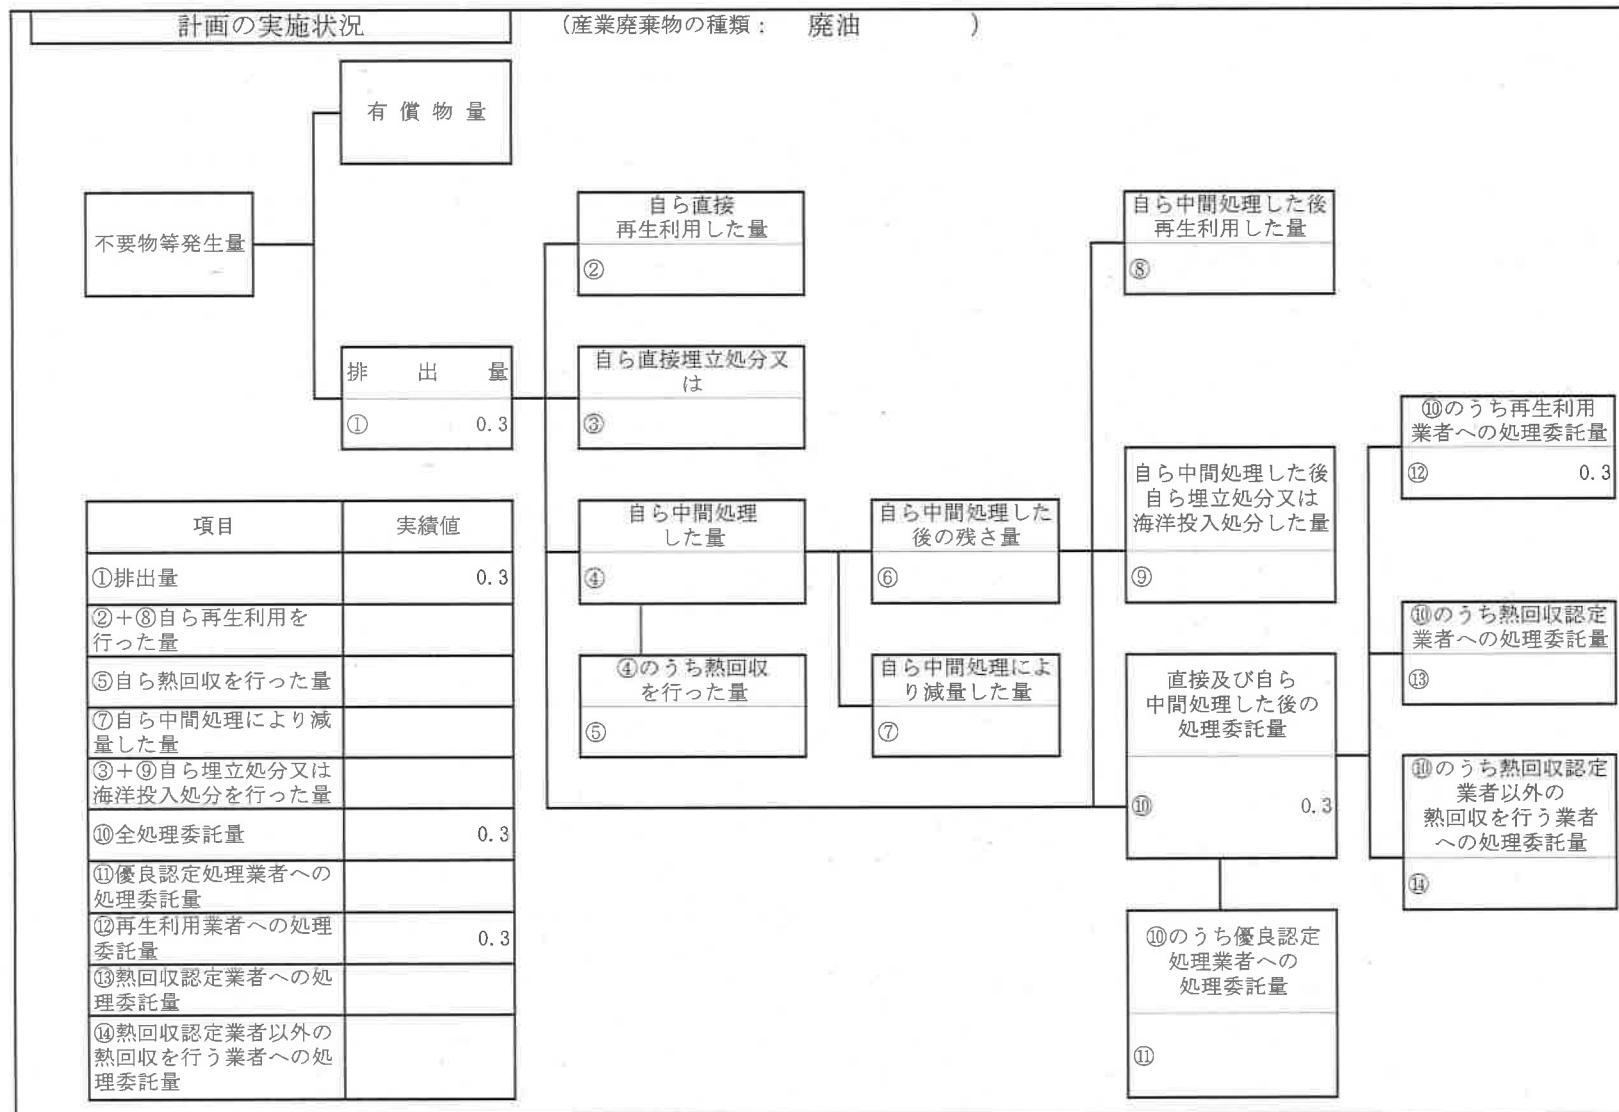 計画の実施状況
(産業廃棄物の種類： 廃油 )
有 償 物 量
不要物等発生量
排 出 量
① 0.3
自ら直接
再生利用した量
②
自ら直接埋立処分又
は
③
自ら中間処理
した量
④
④のうち熱回収
を行った量
⑤
自ら中間処理した
後の残さ量
⑥
自ら中間処理によ
り減量した量
⑦
自ら中間処理した後
再生利用した量
⑧
自ら中間処理した後
自ら埋立処分又は
海洋投入処分した量
⑨
直接及び自ら
中間処理した後の
処理委託量
⑩ 0.3
⑩のうち優良認定
処理業者への
処理委託量
⑪
⑩のうち再生利用
業者への処理委託量
⑫ 0.3
⑩のうち熱回収認定
業者への処理委託量
⑬
⑩のうち熱回収認定
業者以外の
熱回収を行う業者
への処理委託量
⑭
項目 実績値
①排出量 0.3
②＋⑧自ら再生利用を
行った量
⑤自ら熱回収を行った量
⑦自ら中間処理により減
量した量
③＋⑨自ら埋立処分又は
海洋投入処分を行った量
⑩全処理委託量 0.3
⑪優良認定処理業者への
処理委託量
⑫再生利用業者への処理
委託量 0.3
⑬熱回収認定業者への処
理委託量
⑭熱回収認定業者以外の
熱回収を行う業者への処
理委託量